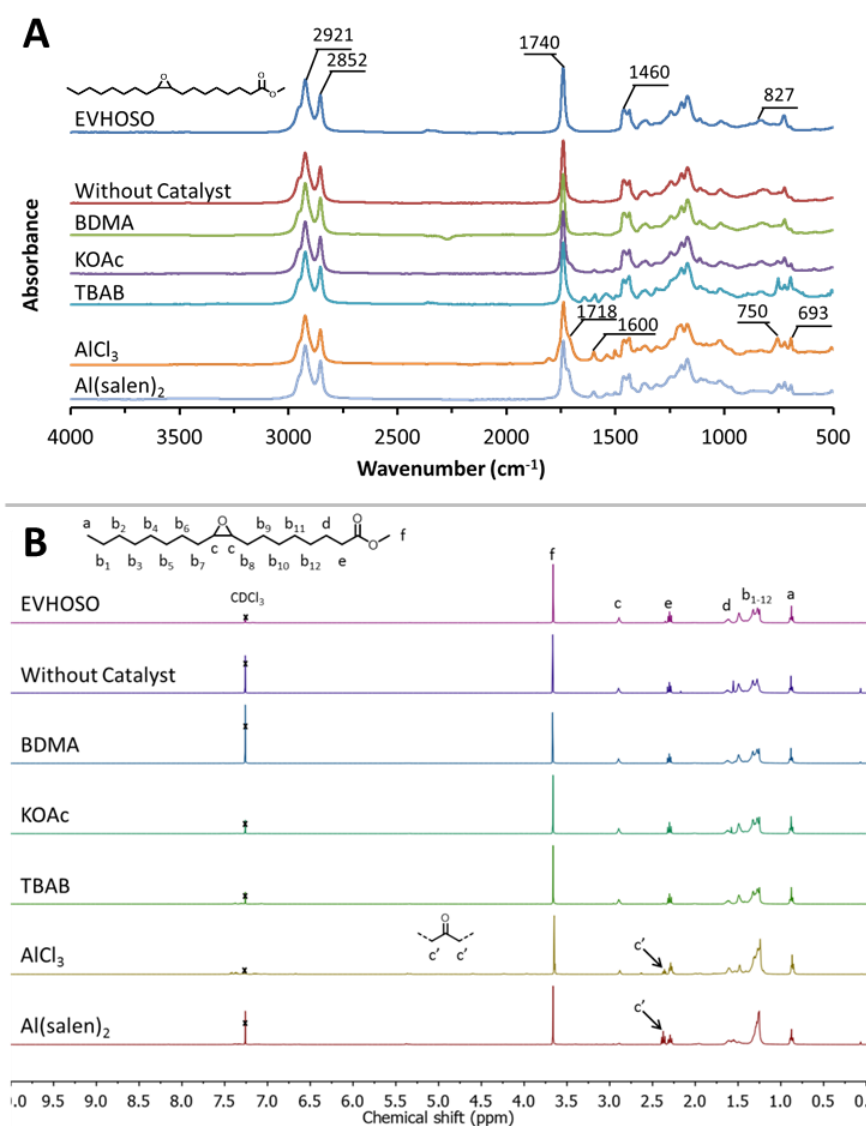 A
2921
2852
1740
1460
827
O
O
O
EVHOSO
Without Catalyst
BDMA
KOAc
TBAB
1718
1600
750
693
AlCl₃
Al(salen)₂
Absorbance
4000 3500 3000 2500 2000 1500 1000 500
Wavenumber (cm⁻¹)
B
a b₂ b₄ b₆ O b₉ b₁₁ d O
b₁ b₃ b₅ b₇ c c b₈ b₁₀ b₁₂ e O f
EVHOSO
CDCl₃
f
c
e
d
b₁₋₁₂
a
Without Catalyst
BDMA
KOAc
TBAB
O
c' c'
AlCl₃
c'
Al(salen)₂
c'
9.5 9.0 8.5 8.0 7.5 7.0 6.5 6.0 5.5 5.0 4.5 4.0 3.5 3.0 2.5 2.0 1.5 1.0 0.5
Chemical shift (ppm)